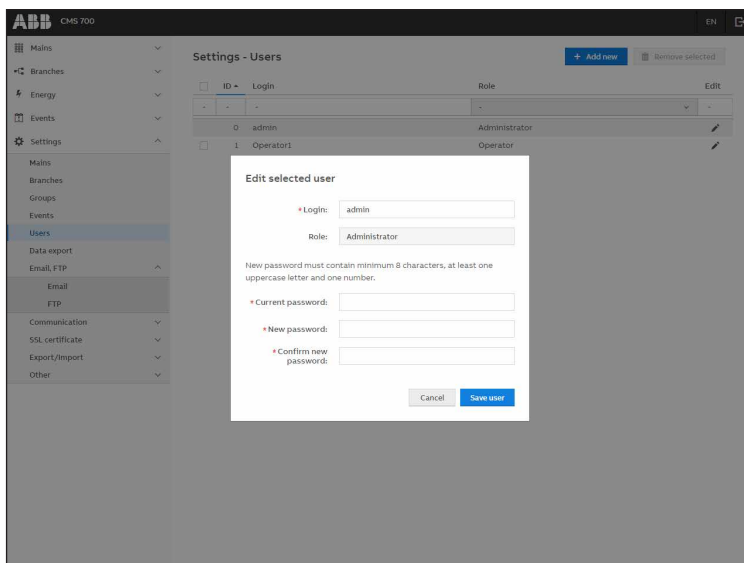 ABB CMS 700
EN
Mains
Branches
Energy
Events
Settings
Mains
Branches
Groups
Events
Users
Data export
Email, FTP
Email
FTP
Communication
SSL certificate
Export/Import
Other
Settings - Users
+ Add new
Remove selected
ID Login Role Edit
- - - - -
0 admin Administrator
1 Operator1 Operator
Edit selected user
* Login: admin
Role: Administrator
New password must contain minimum 8 characters, at least one
uppercase letter and one number.
* Current password:
* New password:
* Confirm new
password:
Cancel Save user